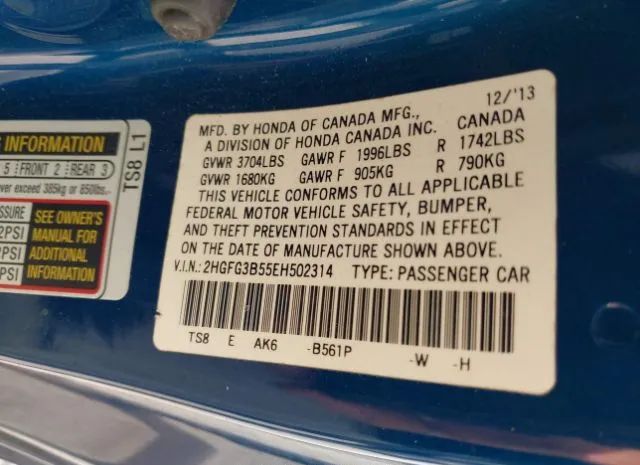 INFORMATION
5 FRONT 2 REAR 3
ver exceed 385kg or 850lbs.
SSURE
2PSI
PSI
PSI
SEE OWNER'S
MANUAL FOR
ADDITIONAL
INFORMATION
TS8 L1
12/'13
MFD. BY HONDA OF CANADA MFG.,
A DIVISION OF HONDA CANADA INC. CANADA
GVWR 3704LBS GAWR F 1996LBS R 1742LBS
GVWR 1680KG GAWR F 905KG R 790KG
THIS VEHICLE CONFORMS TO ALL APPLICABLE
FEDERAL MOTOR VEHICLE SAFETY, BUMPER,
AND THEFT PREVENTION STANDARDS IN EFFECT
ON THE DATE OF MANUFACTURE SHOWN ABOVE.
V.I.N.: 2HGFG3B55EH502314 TYPE: PASSENGER CAR
TS8 E AK6 -B561P -W -H